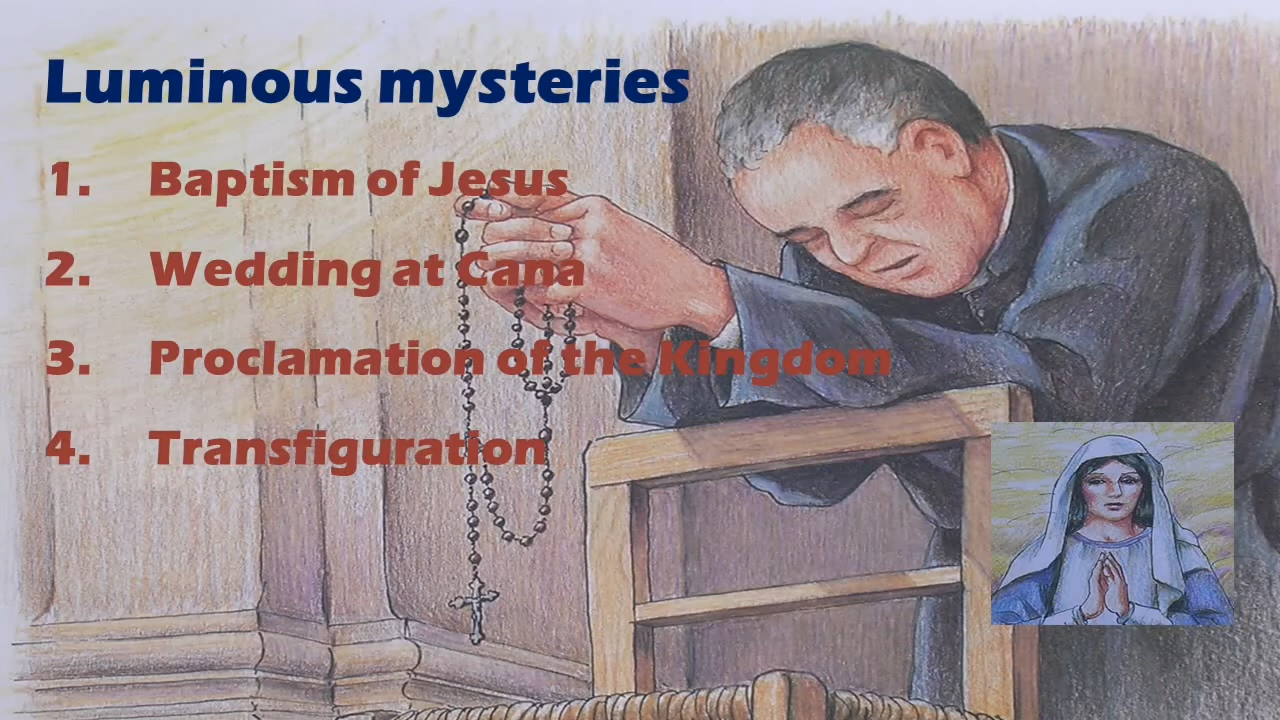 Luminous mysteries
1. Baptism of Jesus
2. Wedding at Cana
3. Proclamation of the Kingdom
4. Transfiguration